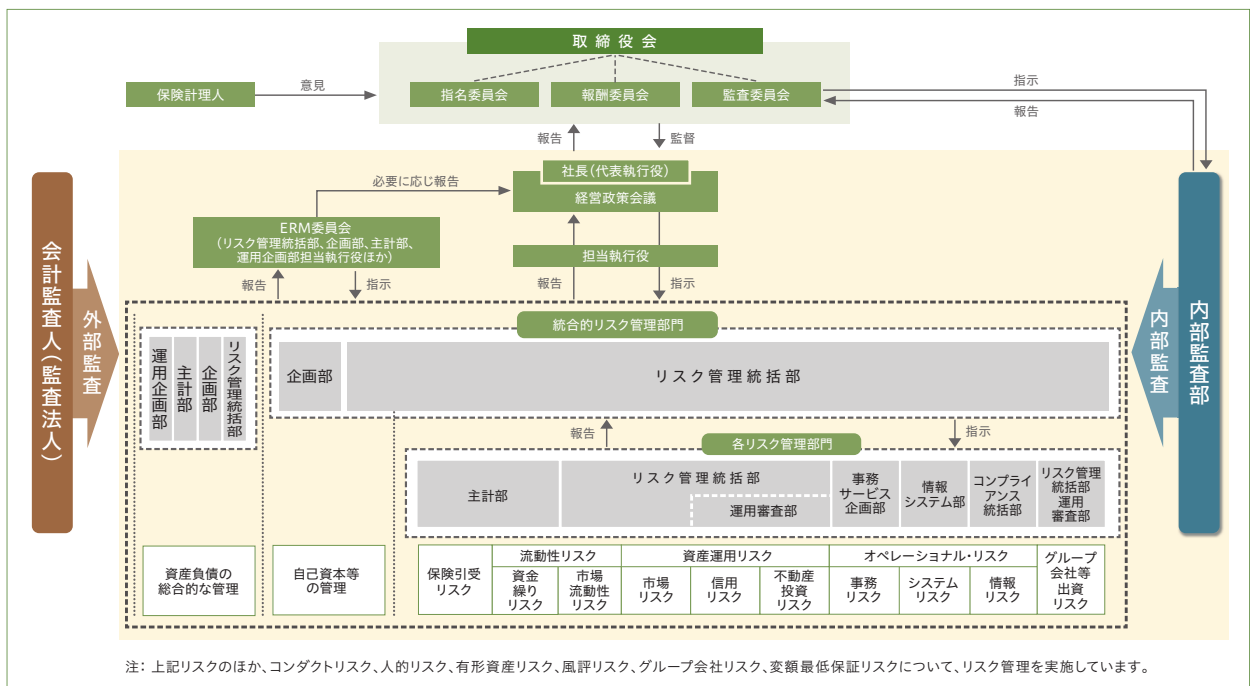 取締役会
指名委員会
報酬委員会
監査委員会
保険計理人
意見
指示
報告
報告
監督
社長(代表執行役)
経営政策会議
必要に応じ報告
ERM委員会
(リスク管理統括部、企画部、主計部、
運用企画部担当執行役ほか)
担当執行役
報告
指示
報告
指示
会計監査人(監査法人)
外部監査
内部監査
内部監査部
統合的リスク管理部門
運用企画部
主計部
企画部
リスク管理統括部
企画部
リスク管理統括部
報告
指示
各リスク管理部門
主計部
リスク管理統括部
運用審査部
事務
サービス
企画部
情報
システム部
コンプライ
アンス
統括部
リスク管理
統括部
運用
審査部
資産負債の
総合的な管理
自己資本等
の管理
保険引受
リスク
流動性リスク
資金
繰り
リスク
市場
流動性
リスク
資産運用リスク
市場
リスク
信用
リスク
不動産
投資
リスク
オペレーショナル・リスク
事務
リスク
システム
リスク
情報
リスク
グループ
会社等
出資
リスク
注: 上記リスクのほか、コンダクトリスク、人的リスク、有形資産リスク、風評リスク、グループ会社リスク、変額最低保証リスクについて、リスク管理を実施しています。